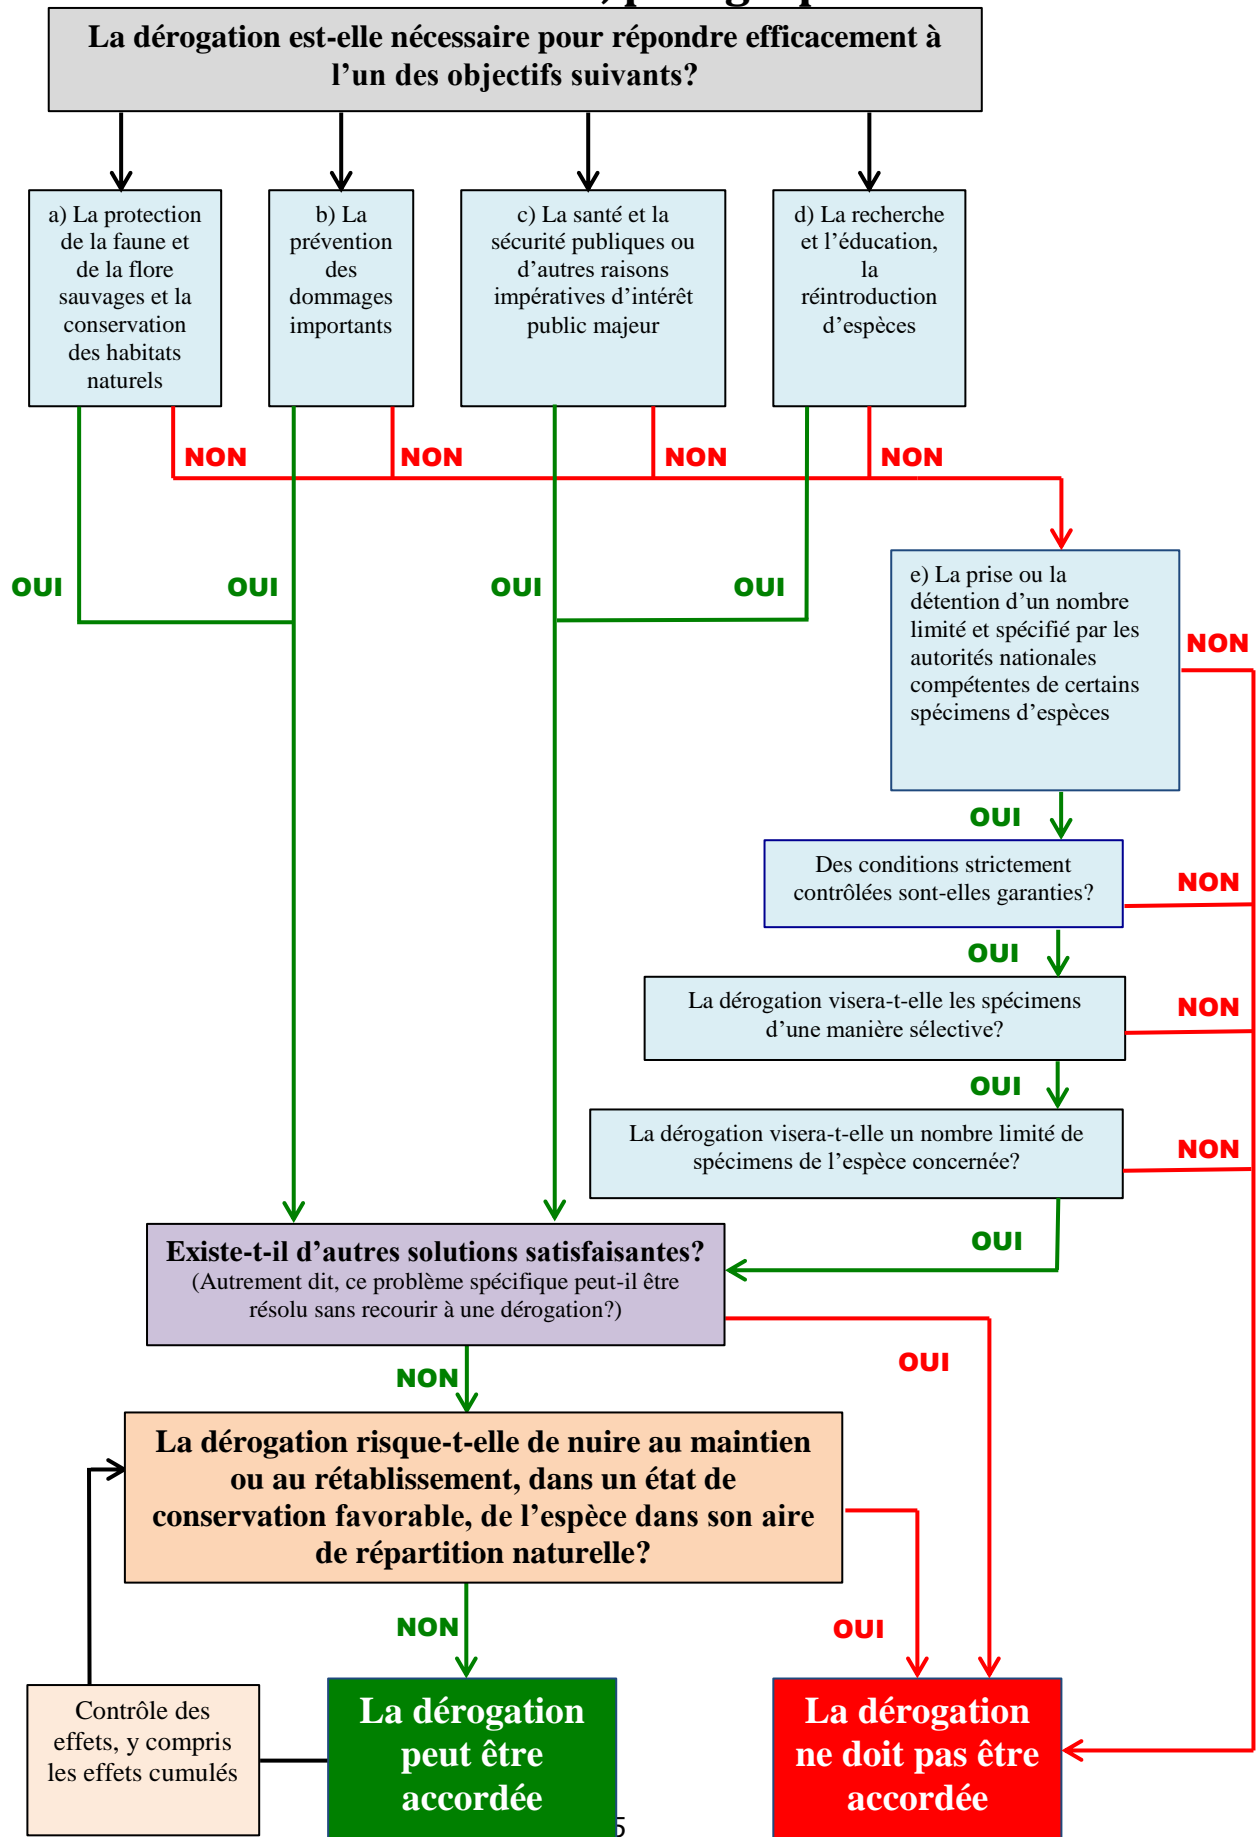 La dérogation est-elle nécessaire pour répondre efficacement à
l’un des objectifs suivants?
a) La protection
de la faune et
de la flore
sauvages et la
conservation
des habitats
naturels
b) La
prévention
des
dommages
importants
c) La santé et la
sécurité publiques ou
d’autres raisons
impératives d’intérêt
public majeur
d) La recherche
et l’éducation,
la
réintroduction
d’espèces
NON
NON
NON
NON
OUI
OUI
OUI
OUI
e) La prise ou la
détention d’un nombre
limité et spécifié par les
autorités nationales
compétentes de certains
spécimens d’espèces
NON
OUI
Des conditions strictement
contrôlées sont-elles garanties?
NON
OUI
La dérogation visera-t-elle les spécimens
d’une manière sélective?
NON
OUI
La dérogation visera-t-elle un nombre limité de
spécimens de l’espèce concernée?
NON
OUI
Existe-t-il d’autres solutions satisfaisantes?
(Autrement dit, ce problème spécifique peut-il être
résolu sans recourir à une dérogation?)
OUI
NON
La dérogation risque-t-elle de nuire au maintien
ou au rétablissement, dans un état de
conservation favorable, de l’espèce dans son aire
de répartition naturelle?
NON
OUI
Contrôle des
effets, y compris
les effets cumulés
La dérogation
peut être
accordée
La dérogation
ne doit pas être
accordée
5